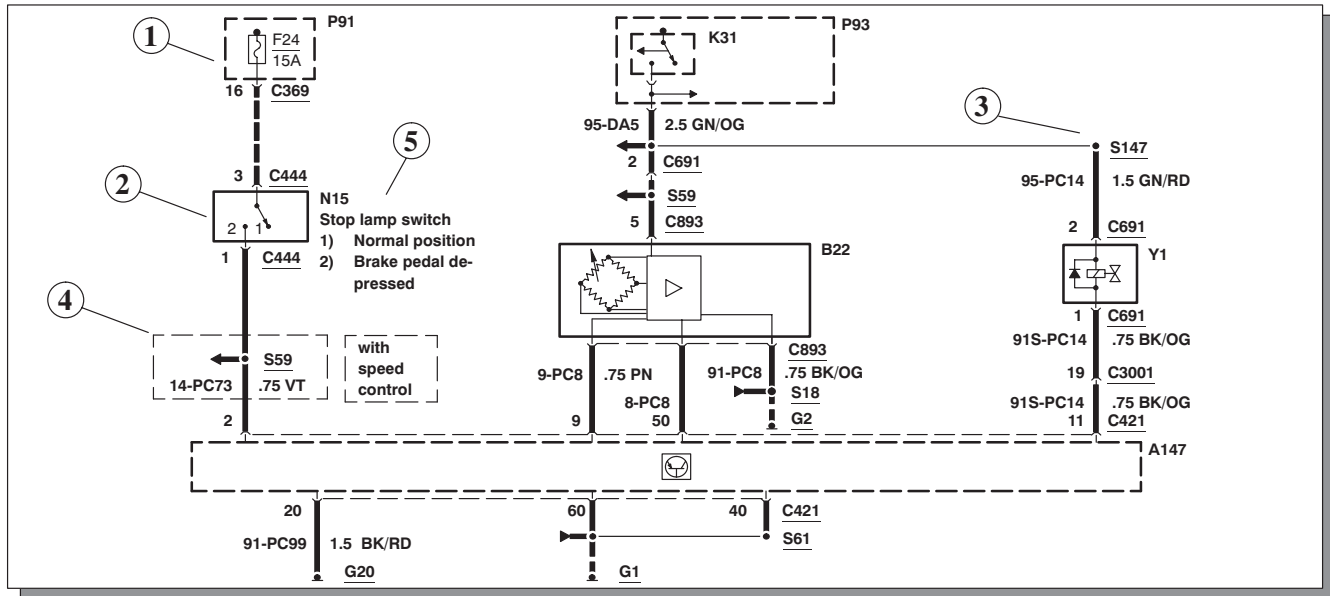 P91
F24
15A
1
16 C369
P93
K31
95-DA5 2.5 GN/OG
3
S147
2 C691
95-PC14 1.5 GN/RD
5
3 C444
2
N15
Stop lamp switch
1) Normal position
2) Brake pedal de-
pressed
2 1
1 C444
S59
5 C893
B22
2 C691
Y1
1 C691
91S-PC14 .75 BK/OG
19 C3001
91S-PC14 .75 BK/OG
11 C421
4
S59
14-PC73 .75 VT
with
speed
control
2
C893
9-PC8 .75 PN
91-PC8 .75 BK/OG
8-PC8
S18
G2
9
50
A147
20
60
40 C421
91-PC99 1.5 BK/RD
S61
G20
G1